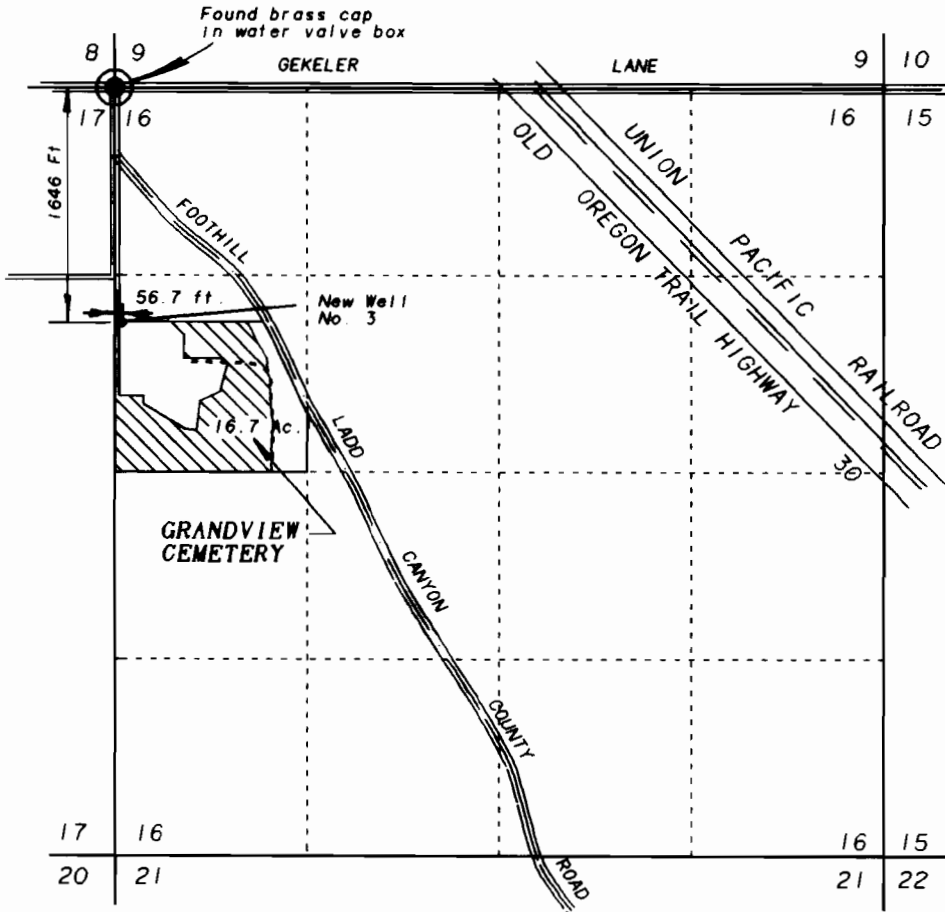 Found brass cap
in water valve box
8 9
GEKELER LANE
9 10
17 16
16 15
1646 Ft
FOOTHILL
OLD OREGON TRAIL HIGHWAY 30
UNION PACIFIC RAILROAD
56.7 ft.
New Well
No. 3
16.7 Ac.
LADD
GRANDVIEW
CEMETERY
CANYON
COUNTY
ROAD
17 16
16 15
20 21
21 22